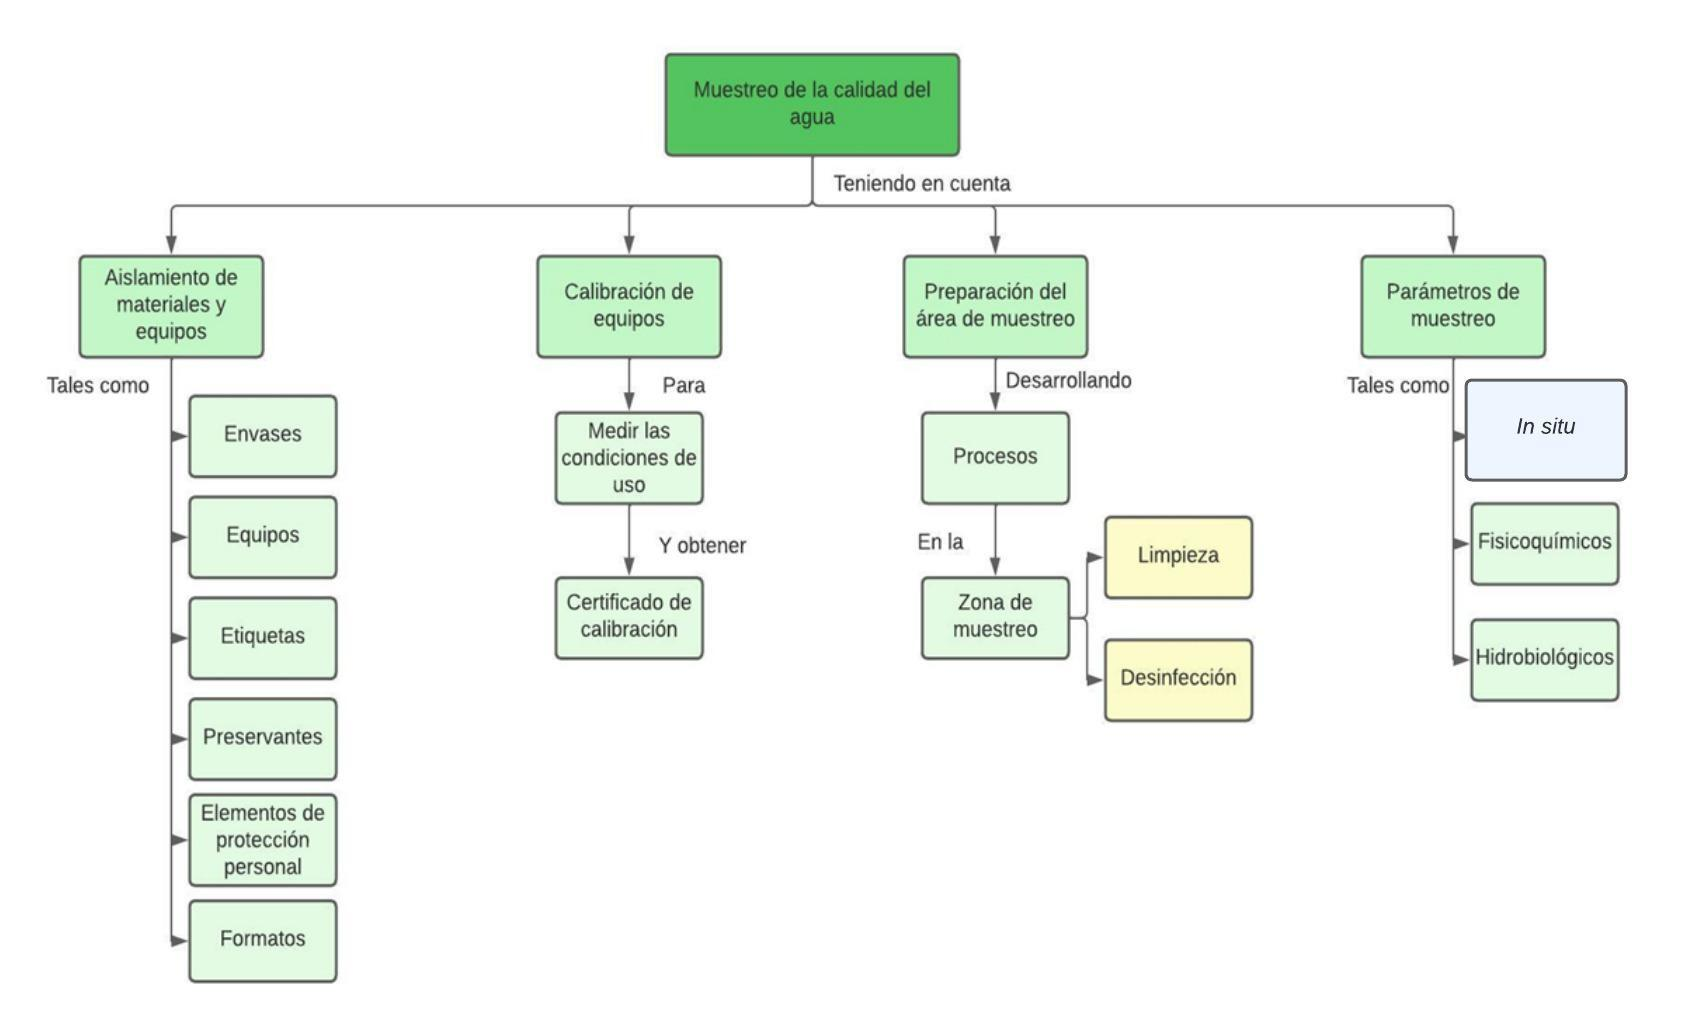 Muestreo de la calidad del
agua
Teniendo en cuenta
Aislamiento de
materiales y
equipos
Tales como
Envases
Equipos
Etiquetas
Preservantes
Elementos de
protección
personal
Formatos
Calibración de
equipos
Para
Medir las
condiciones de
uso
Y obtener
Certificado de
calibración
Preparación del
área de muestreo
Desarrollando
Procesos
En la
Zona de
muestreo
Limpieza
Desinfección
Parámetros de
muestreo
Tales como
In situ
Fisicoquímicos
Hidrobiológicos